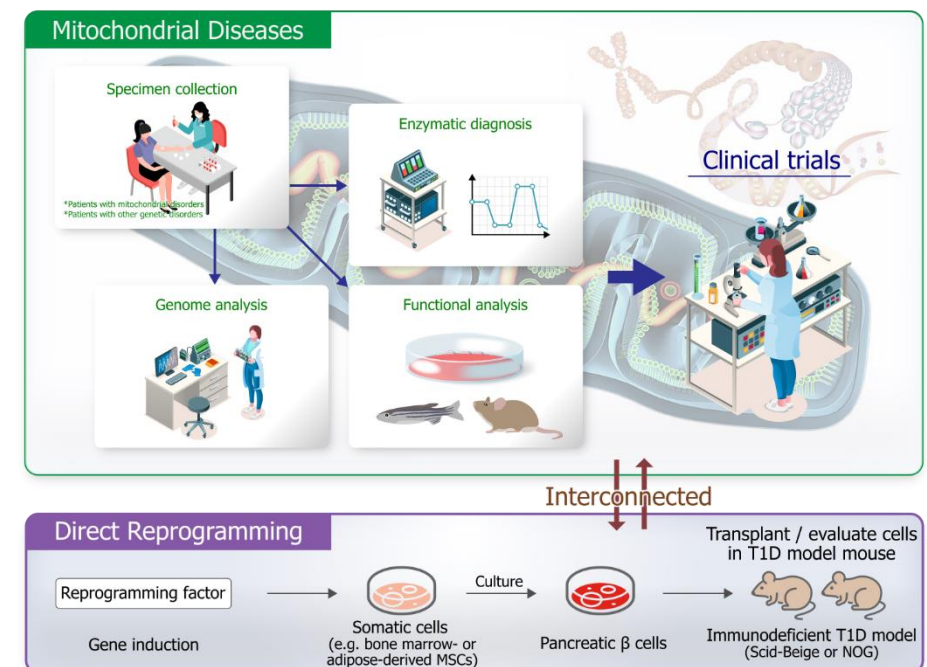 Mitochondrial Diseases
Specimen collection
*Patients with mitochondrial disorders
*Patients with other genetic disorders
Enzymatic diagnosis
Clinical trials
Genome analysis
Functional analysis
Interconnected
Direct Reprogramming
Reprogramming factor
Gene induction
Somatic cells
(e.g. bone marrow- or
adipose-derived MSCs)
Culture
Pancreatic β cells
Transplant / evaluate cells
in T1D model mouse
Immunodeficient T1D model
(Scid-Beige or NOG)